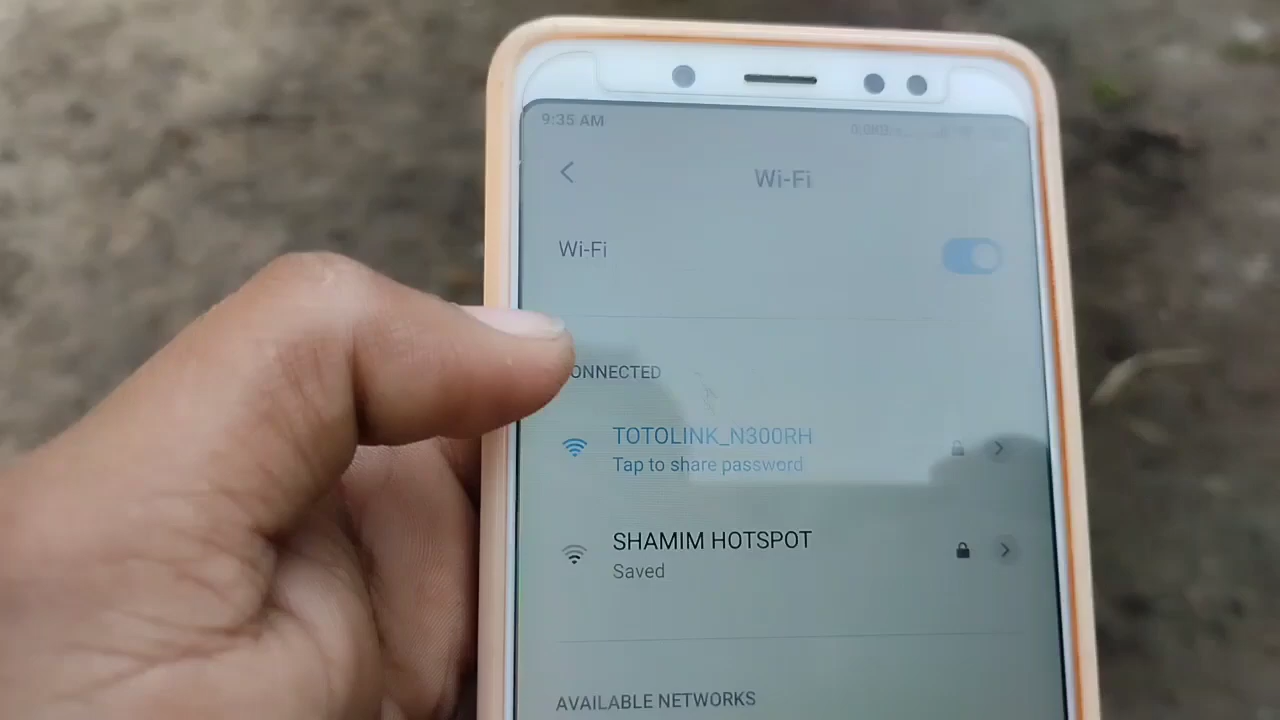 9:35 AM
Wi-Fi
Wi-Fi
ONNECTED
TOTOLINK_N300RH
Tap to share password
SHAMIM HOTSPOT
Saved
AVAILABLE NETWORKS